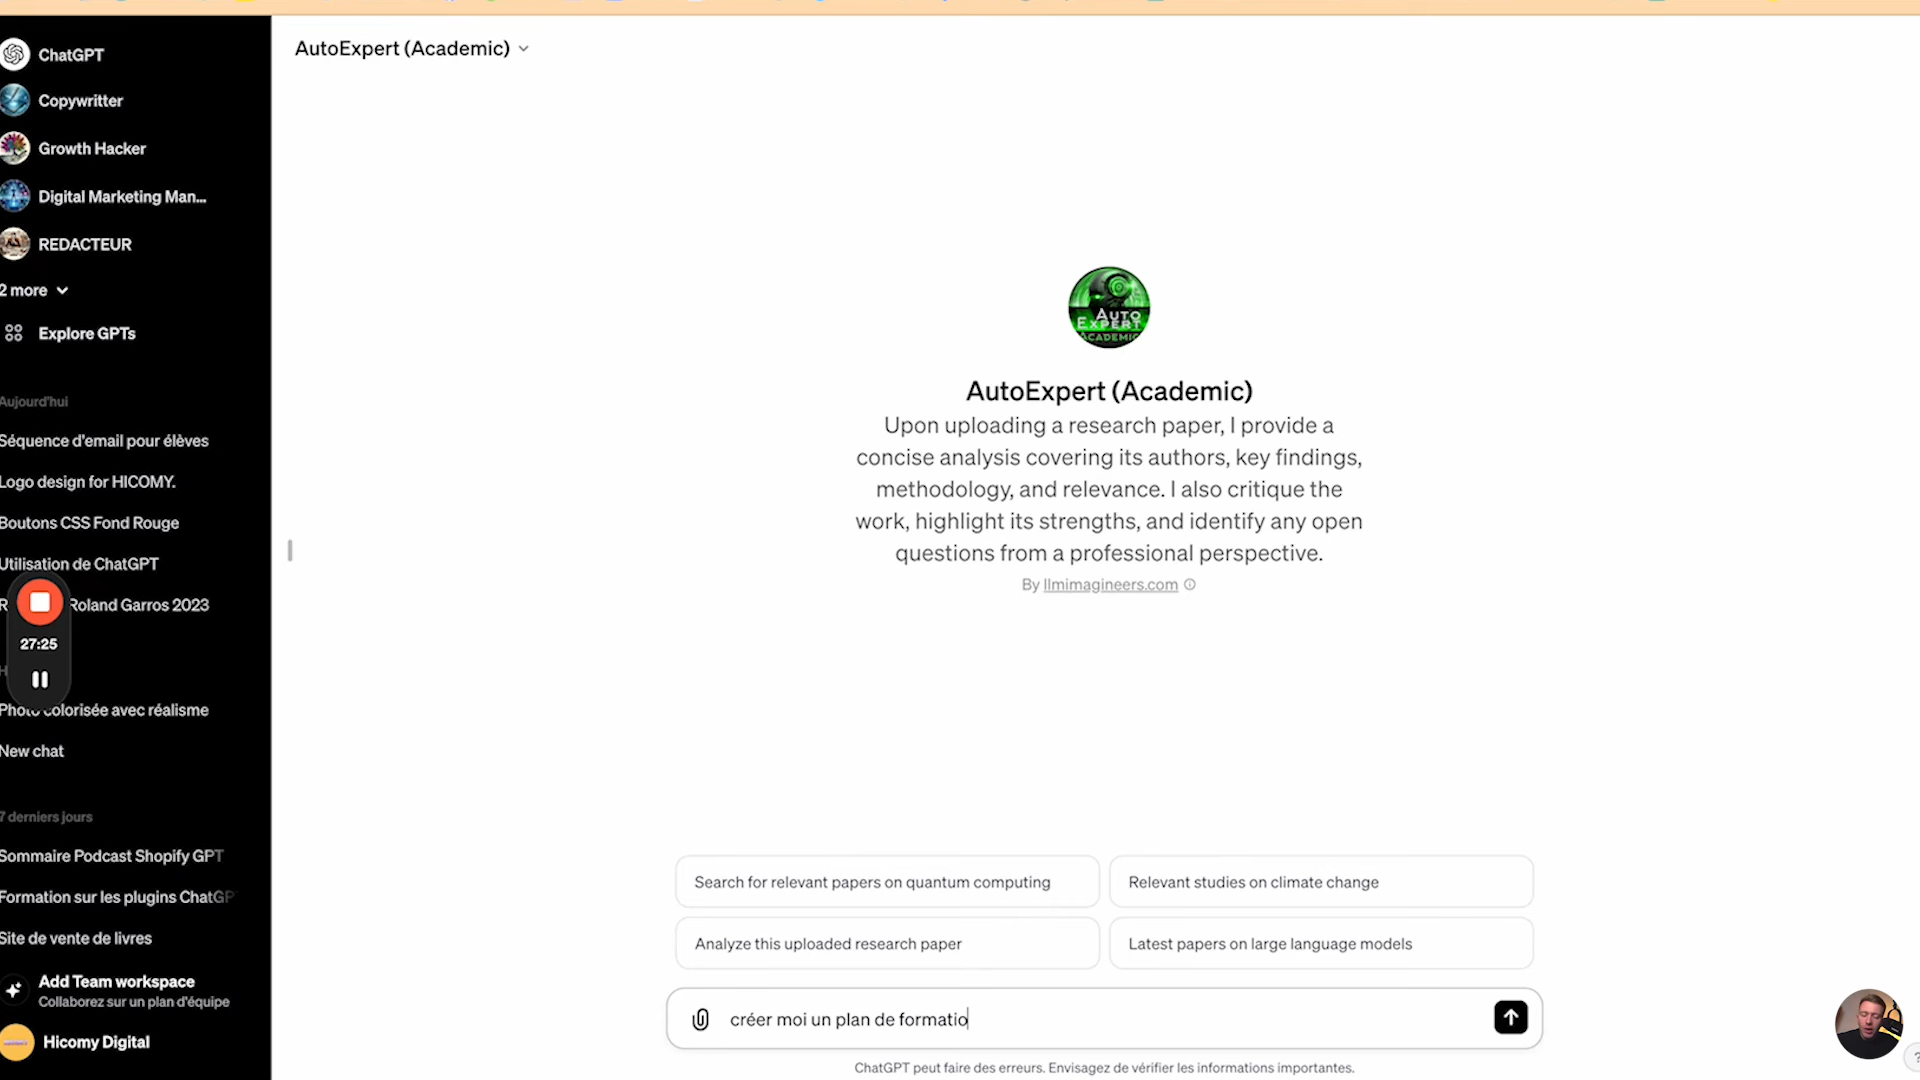 ChatGPT
Copywritter
Growth Hacker
Digital Marketing Man...
REDACTEUR
2 more
Explore GPTs
Aujourd'hui
Séquence d'email pour élèves
Logo design for HICOMY.
Boutons CSS Fond Rouge
Utilisation de ChatGPT
R
Roland Garros 2023
27:25
H
Photo colorisée avec réalisme
New chat
7 derniers jours
Sommaire Podcast Shopify GPT
Formation sur les plugins ChatGP
Site de vente de livres
Add Team workspace
Collaborez sur un plan d'équipe
Hicomy Digital
AutoExpert (Academic)
AUTO
EXPERT
ACADEMIC
AutoExpert (Academic)
Upon uploading a research paper, I provide a
concise analysis covering its authors, key findings,
methodology, and relevance. I also critique the
work, highlight its strengths, and identify any open
questions from a professional perspective.
By llmimagineers.com
Search for relevant papers on quantum computing
Relevant studies on climate change
Analyze this uploaded research paper
Latest papers on large language models
créer moi un plan de formatio
ChatGPT peut faire des erreurs. Envisagez de vérifier les informations importantes.
?